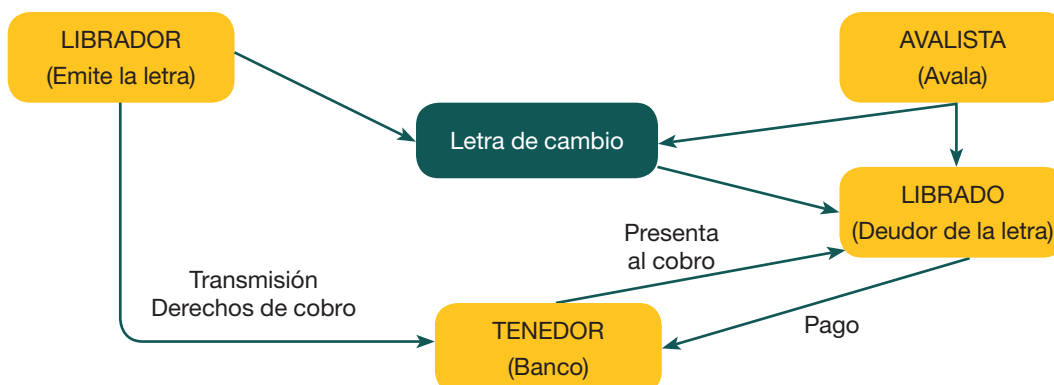 LIBRADOR
(Emite la letra)
AVALISTA
(Avala)
Letra de cambio
LIBRADO
(Deudor de la letra)
Presenta
al cobro
Transmisión
Derechos de cobro
TENEDOR
(Banco)
Pago